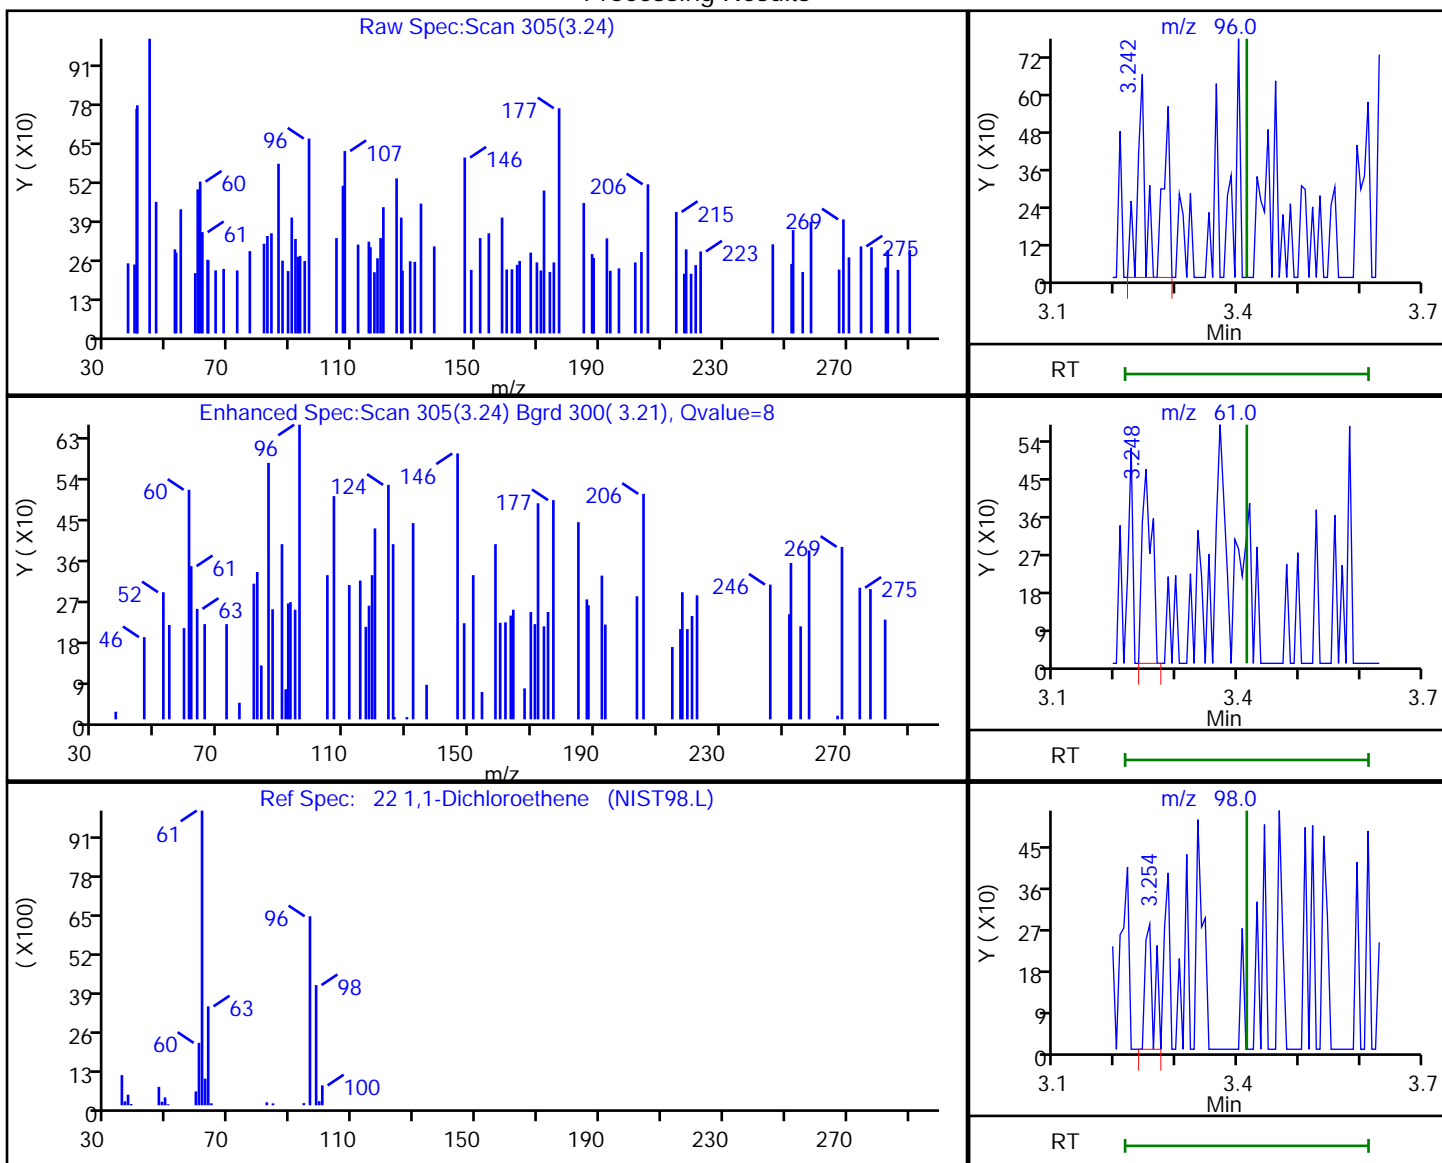 Processing Results
Raw Spec:Scan 305(3.24)
Y ( X10)
91
78
65
52
39
26
13
0
60
61
96
107
146
177
206
215
223
269
275
30 70 110 150 190 230 270
m/z
m/z 96.0
Y ( X10)
72
60
48
36
24
12
0
3.242
3.1 3.4 3.7
Min
RT
Enhanced Spec:Scan 305(3.24) Bgrd 300( 3.21), Qvalue=8
Y ( X10)
63
54
45
36
27
18
9
0
46
52
60
61
63
96
124
146
177
206
246
269
275
30 70 110 150 190 230 270
m/z
m/z 61.0
Y ( X10)
54
45
36
27
18
9
0
3.248
3.1 3.4 3.7
Min
RT
Ref Spec: 22 1,1-Dichloroethene (NIST98.L)
( X100)
91
78
65
52
39
26
13
0
60
61
63
96
98
100
30 70 110 150 190 230 270
m/z 98.0
Y ( X10)
45
36
27
18
9
0
3.254
3.1 3.4 3.7
Min
RT